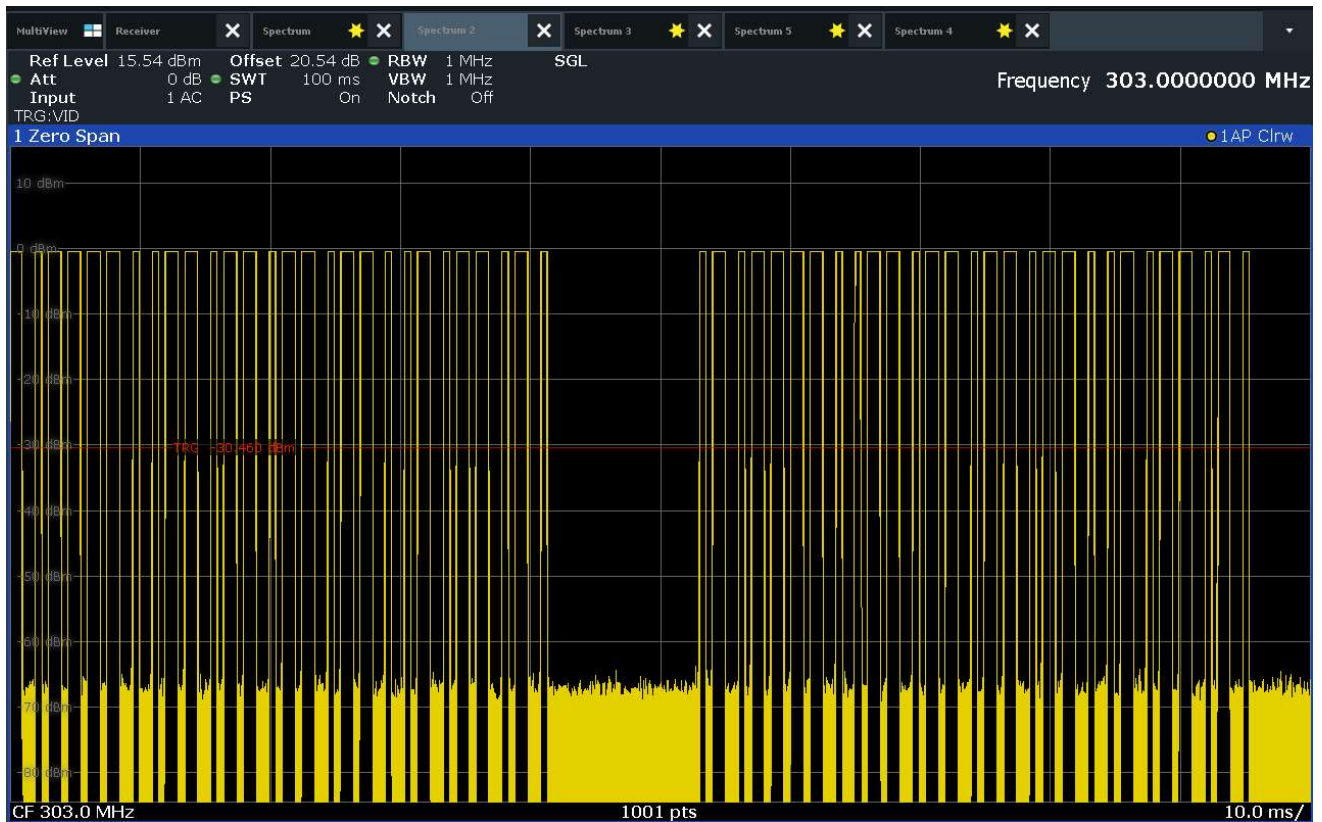 MultiView Receiver Spectrum Spectrum 2 Spectrum 3 Spectrum 5 Spectrum 4
Ref Level 15.54 dBm Offset 20.54 dB RBW 1 MHz SGL
Att 0 dB SWT 100 ms VBW 1 MHz
Input 1 AC PS On Notch Off
Frequency 303.0000000 MHz
TRG:VID
1 Zero Span 1AP Clrw
10 dBm
0 dBm
-10 dBm
-20 dBm
-30 dBm
TRG -30.460 dBm
-40 dBm
-50 dBm
-60 dBm
-70 dBm
-80 dBm
CF 303.0 MHz 1001 pts 10.0 ms/